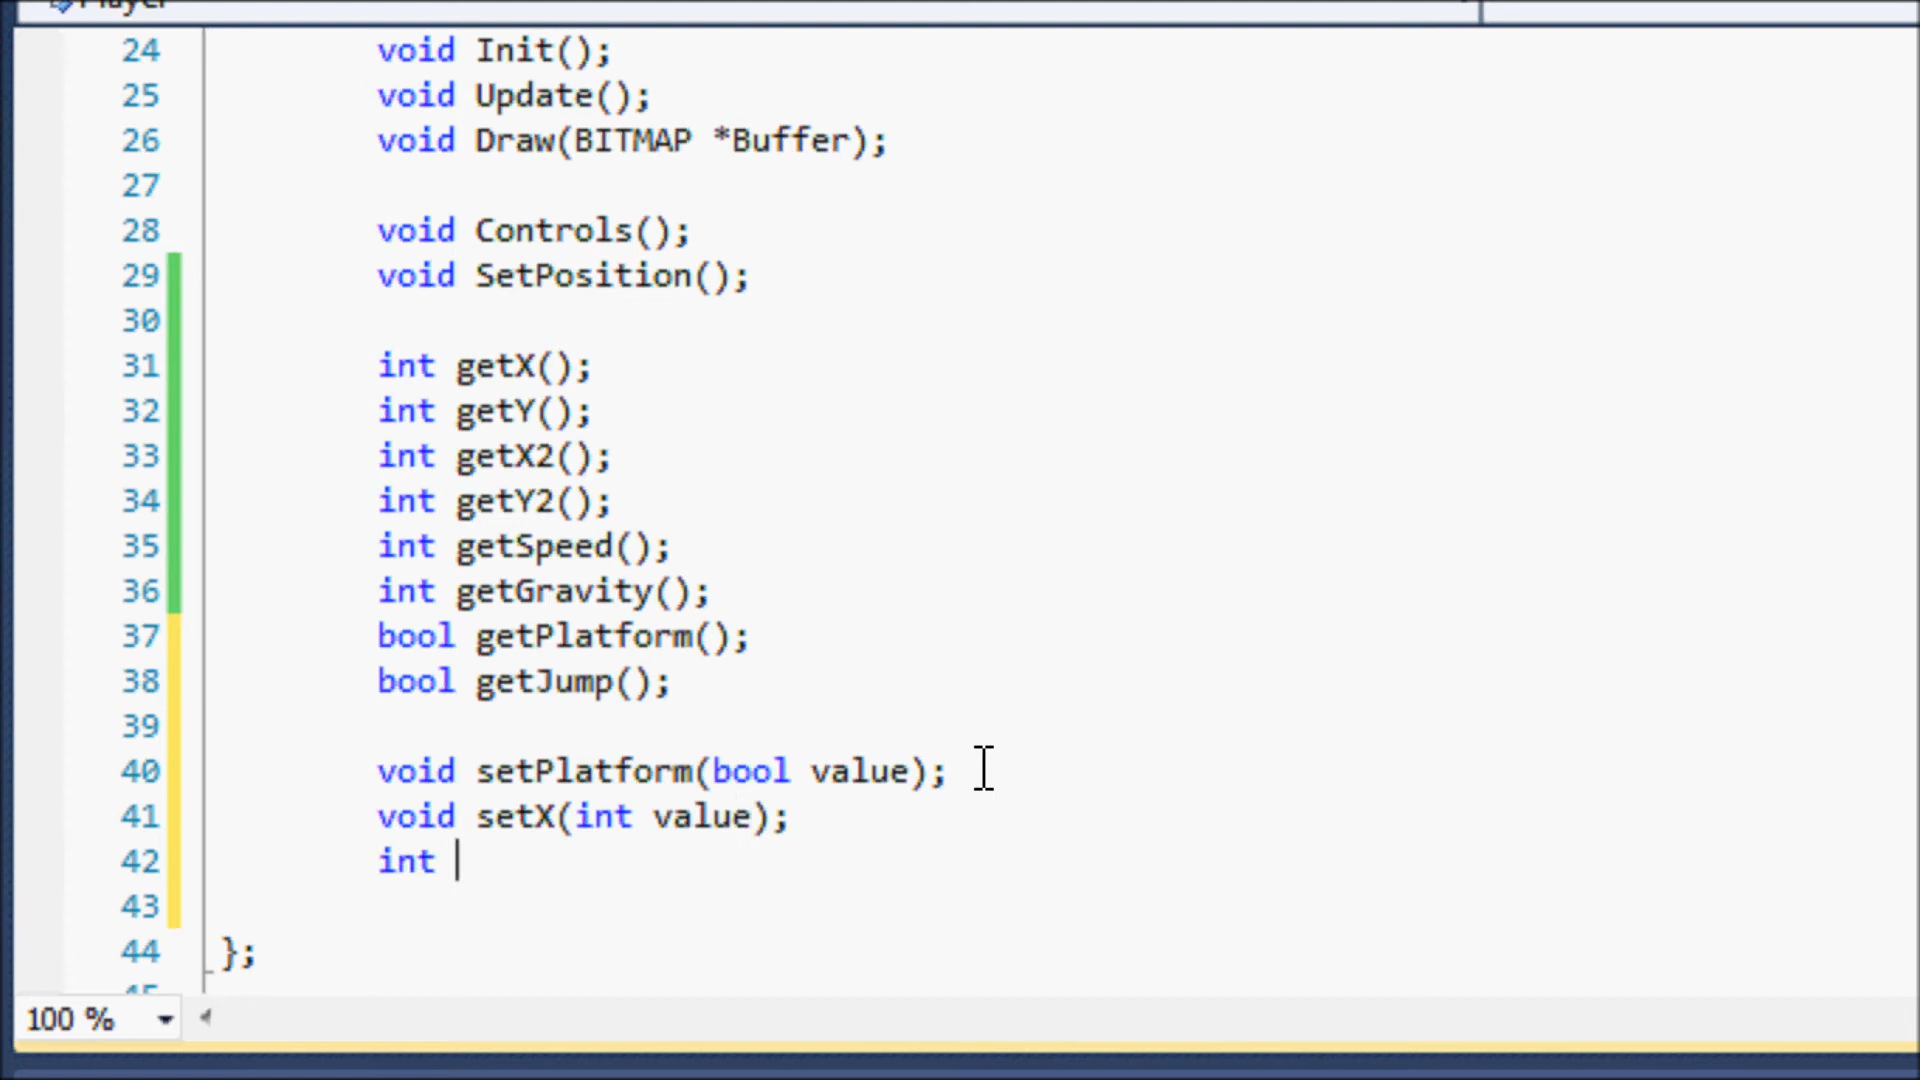 Player
24 void Init();
25 void Update();
26 void Draw(BITMAP *Buffer);
27
28 void Controls();
29 void SetPosition();
30
31 int getX();
32 int getY();
33 int getX2();
34 int getY2();
35 int getSpeed();
36 int getGravity();
37 bool getPlatform();
38 bool getJump();
39
40 void setPlatform(bool value);
41 void setX(int value);
42 int
43
44 };
45
100 %